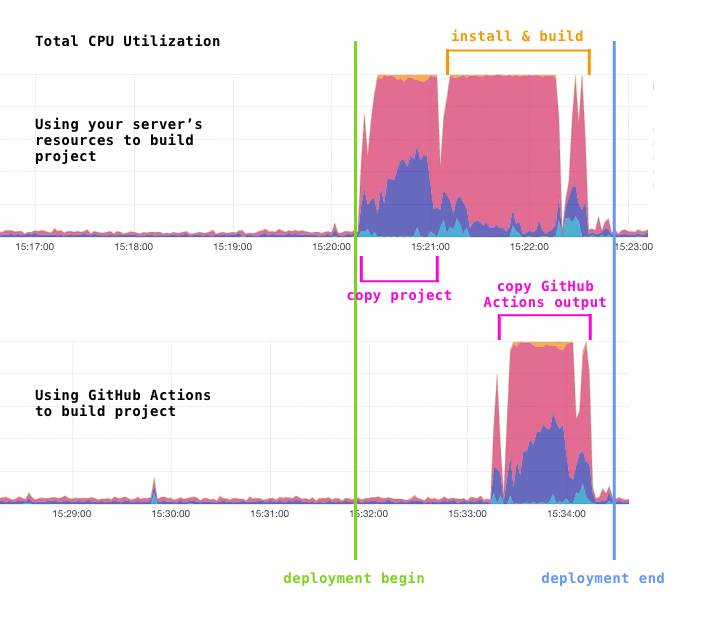 install & build
Total CPU Utilization
Using your server’s
resources to build
project
15:17:00 15:18:00 15:19:00 15:20:00 15:21:00 15:22:00 15:23:00
copy project
copy GitHub
Actions output
Using GitHub Actions
to build project
15:29:00 15:30:00 15:31:00 15:32:00 15:33:00 15:34:00
deployment begin
deployment end